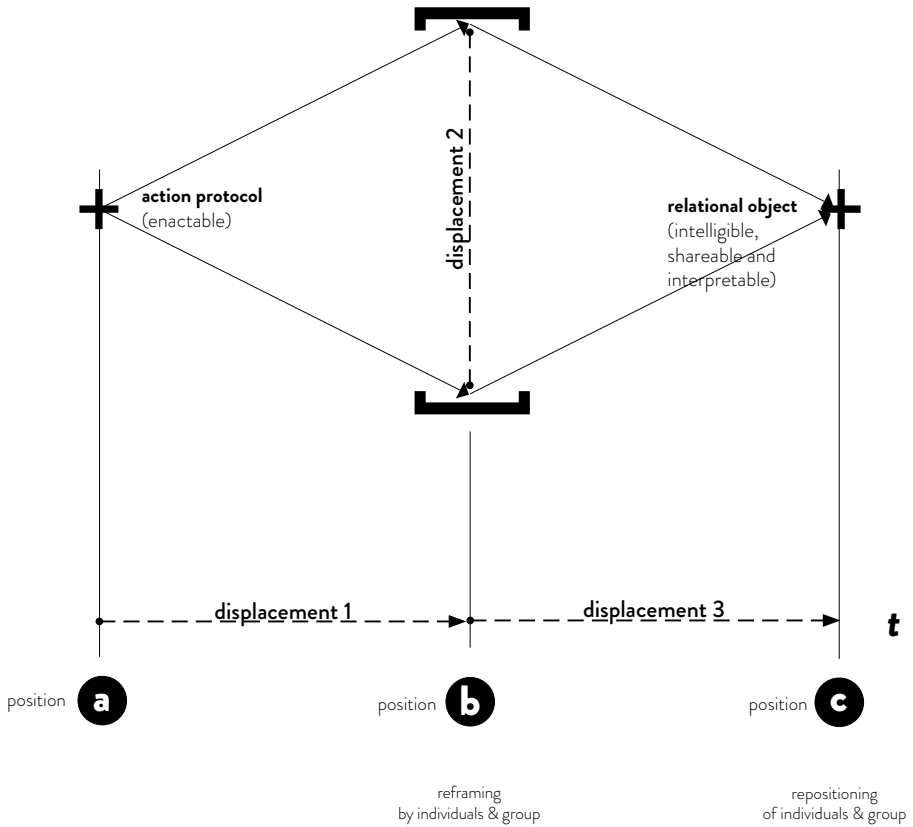 displacement 2
action protocol
(enactable)
relational object
(intelligible,
shareable and
interpretable)
displacement 1
displacement 3
t
position a
position b
position c
reframing
by individuals & group
repositioning
of individuals & group